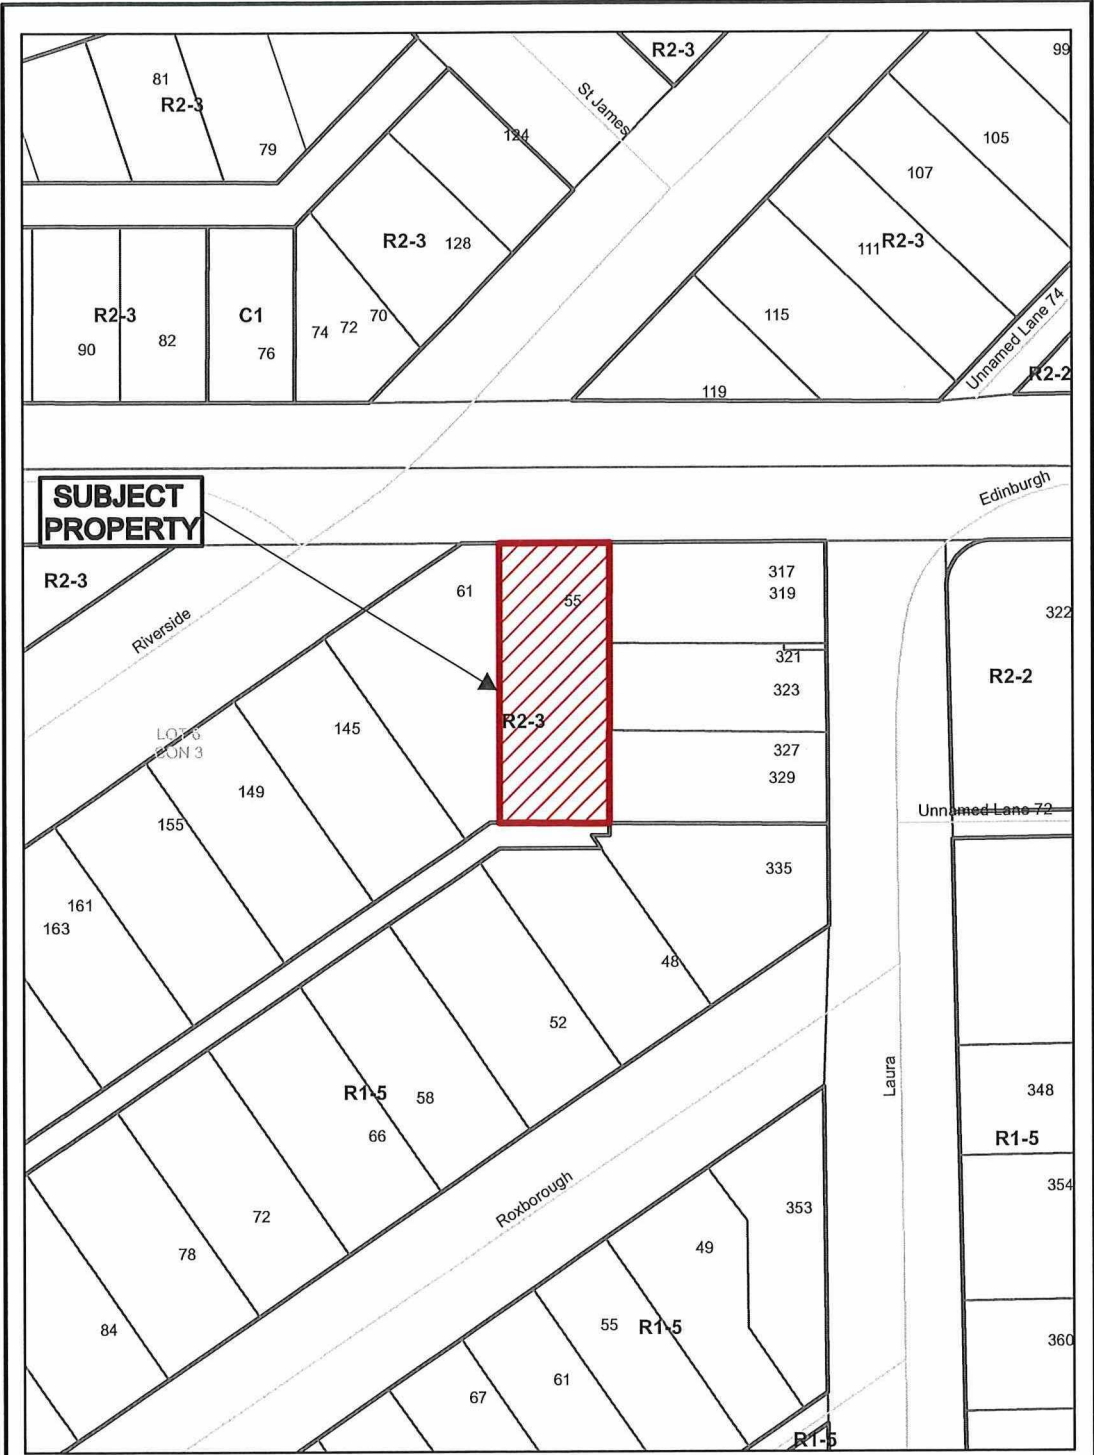 R2-3
99
81
R2-3
St James
124
105
79
107
R2-3
128
111
R2-3
R2-3
C1
74
72
70
115
Unnamed Lane 74
90
82
76
R2-2
119
Edinburgh
SUBJECT
PROPERTY
R2-3
61
55
317
319
322
Riverside
321
R2-2
323
R2-3
145
LOT 6
CON 3
327
329
149
Unnamed Lane 72
155
335
161
163
48
52
Laura
R1-5
58
348
66
R1-5
354
Roxborough
353
72
49
78
84
55
R1-5
360
61
67
R1-5